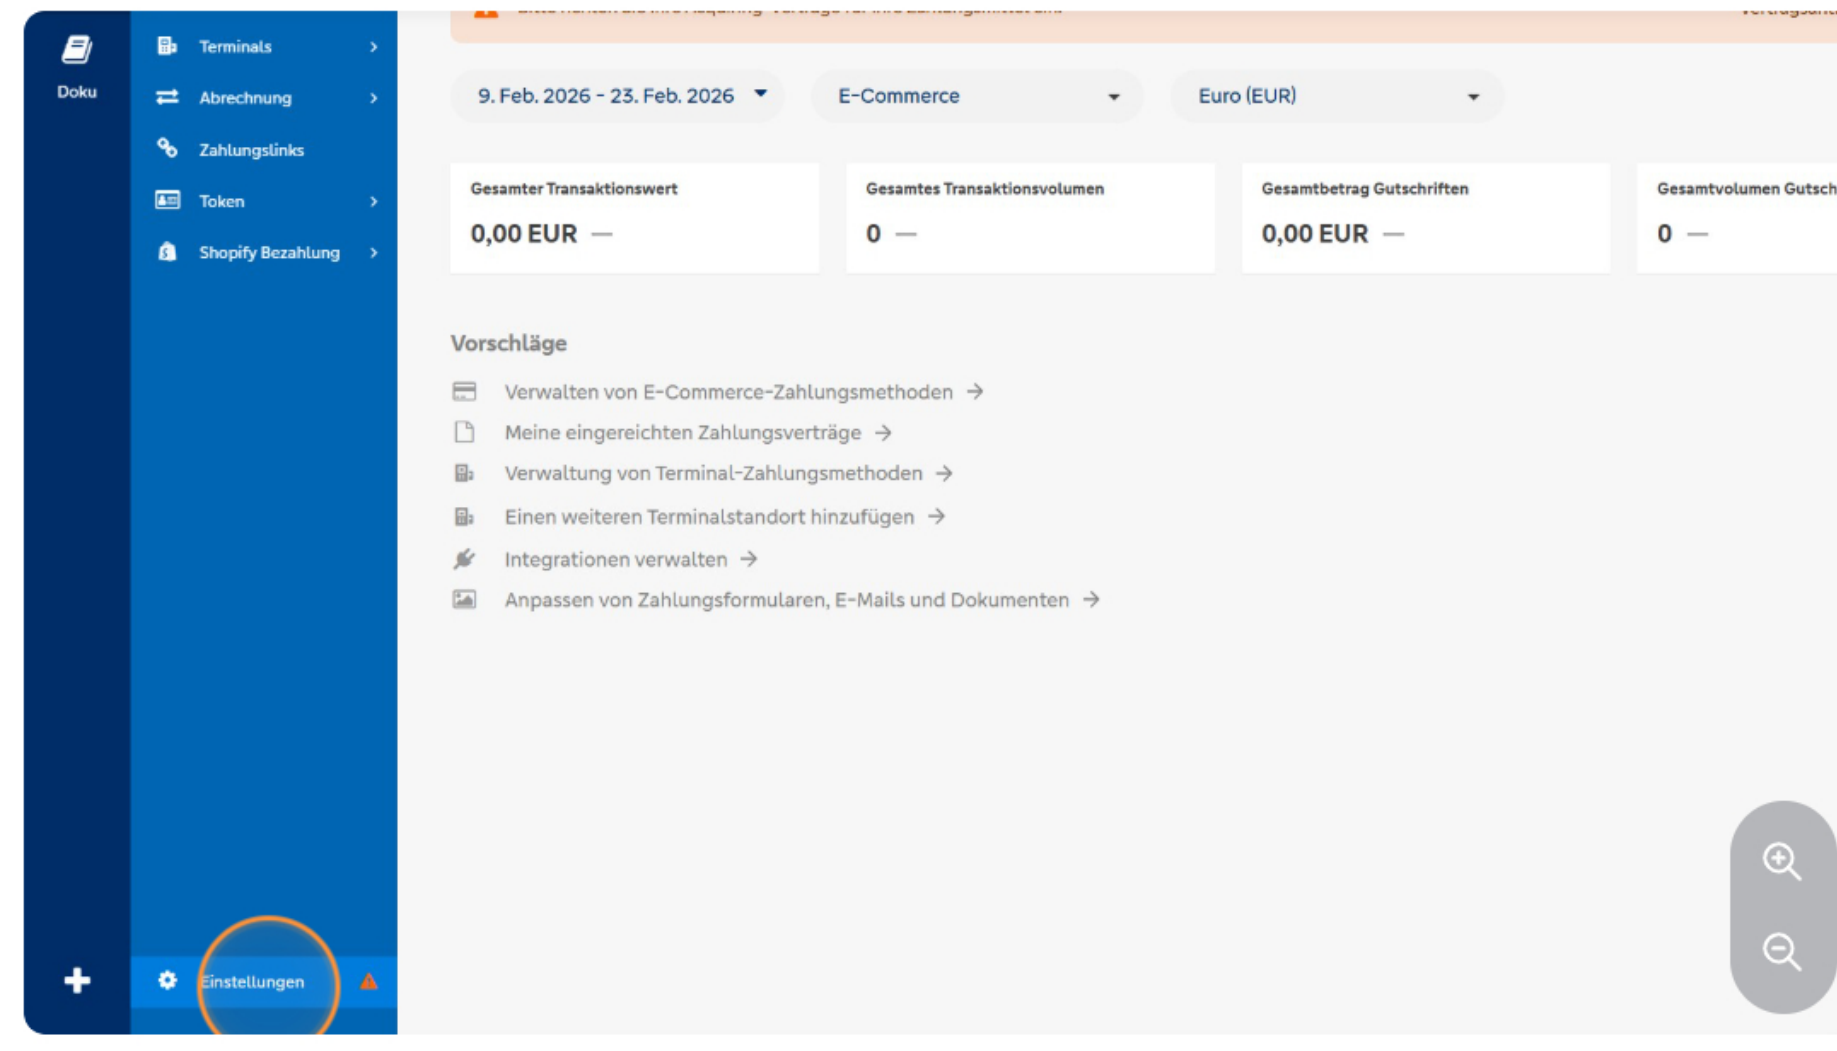 Doku
Terminals
Abrechnung
Zahlungslinks
Token
Shopify Bezahlung
Einstellungen
9. Feb. 2026 - 23. Feb. 2026
E-Commerce
Euro (EUR)
Gesamter Transaktionswert
0,00 EUR —
Gesamtes Transaktionsvolumen
0 —
Gesamtbetrag Gutschriften
0,00 EUR —
Gesamtvolumen Gutsch
0 —
Vorschläge
Verwalten von E-Commerce-Zahlungsmethoden →
Meine eingereichten Zahlungsverträge →
Verwaltung von Terminal-Zahlungsmethoden →
Einen weiteren Terminalstandort hinzufügen →
Integrationen verwalten →
Anpassen von Zahlungsformularen, E-Mails und Dokumenten →